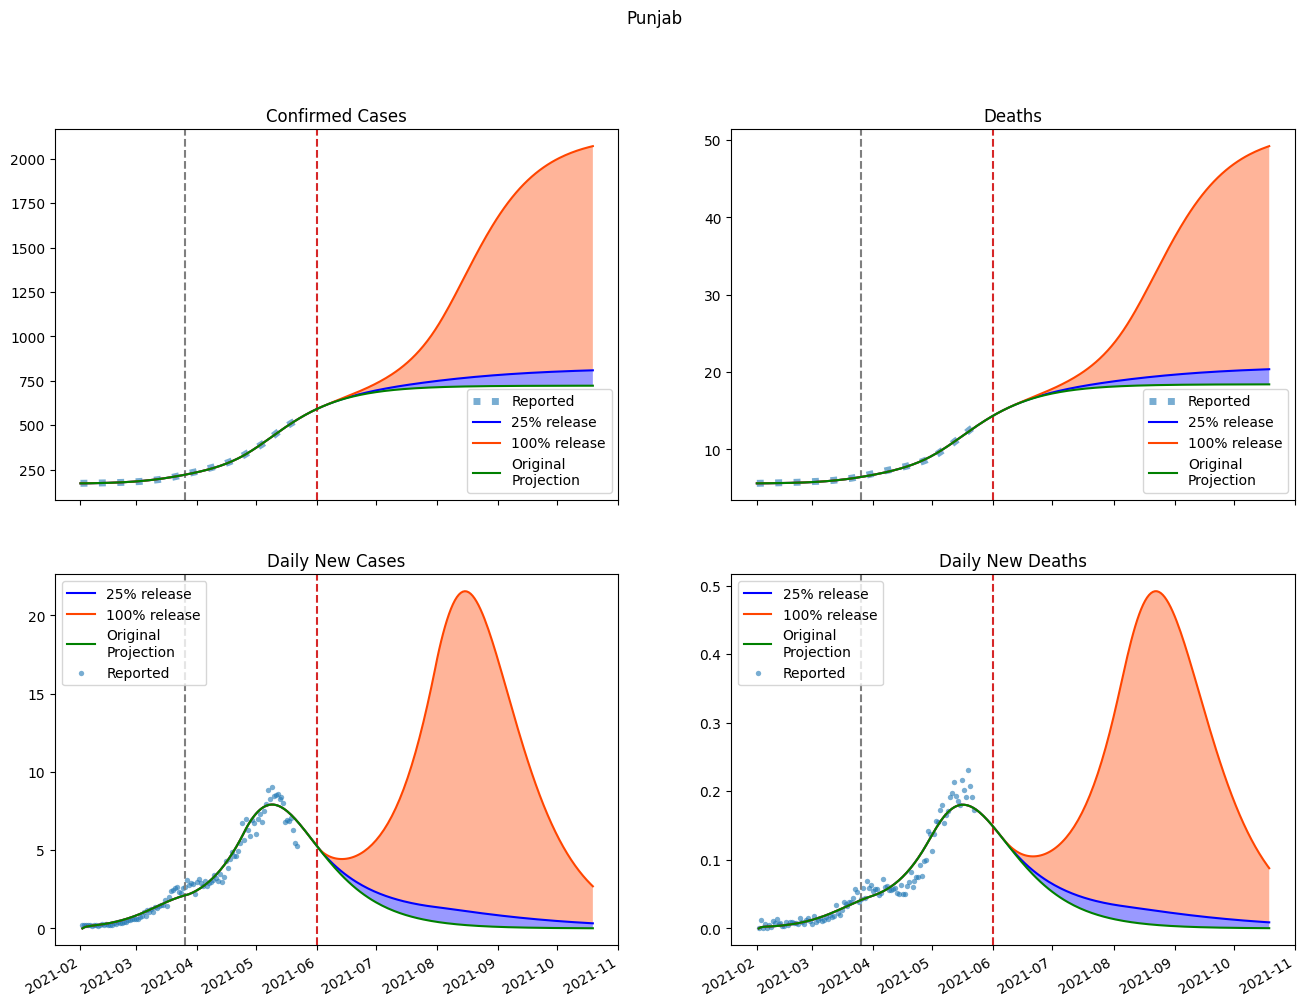 Punjab
Confirmed Cases
2000
1750
1500
1250
1000
750
500
250
Reported
25% release
100% release
Original
Projection
Deaths
50
40
30
20
10
Reported
25% release
100% release
Original
Projection
Daily New Cases
20
15
10
5
0
25% release
100% release
Original
Projection
Reported
2021-02
2021-03
2021-04
2021-05
2021-06
2021-07
2021-08
2021-09
2021-10
2021-11
Daily New Deaths
0.5
0.4
0.3
0.2
0.1
0.0
25% release
100% release
Original
Projection
Reported
2021-02
2021-03
2021-04
2021-05
2021-06
2021-07
2021-08
2021-09
2021-10
2021-11